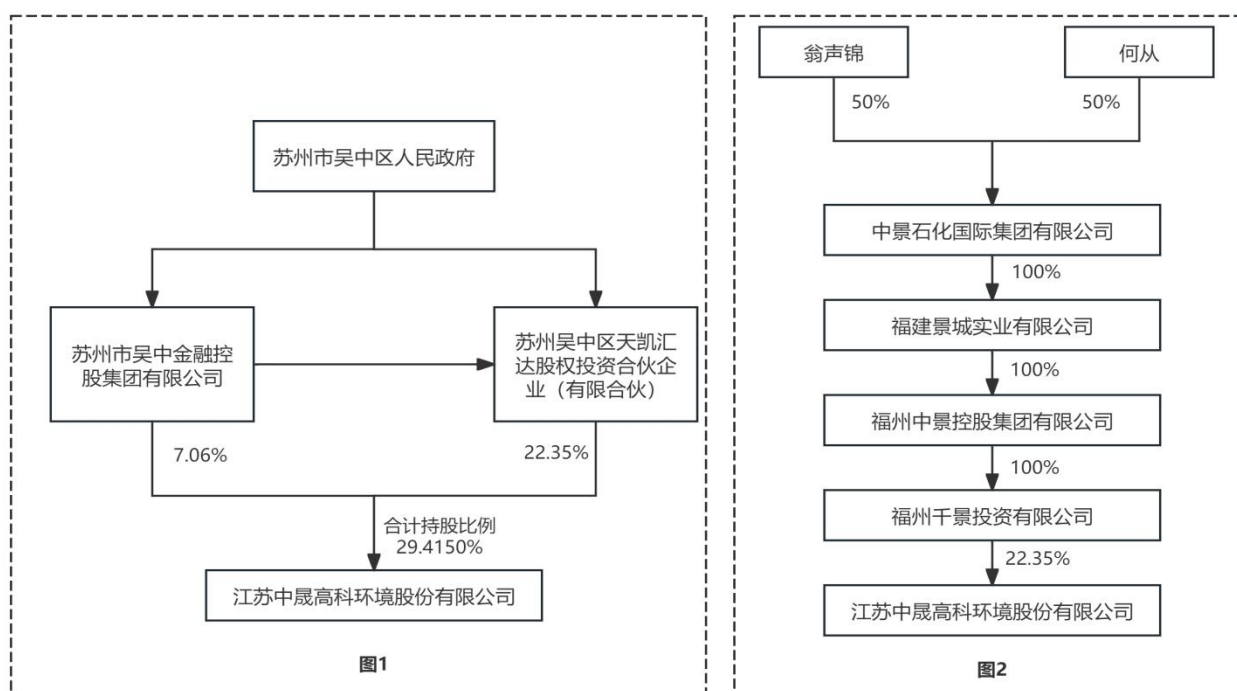 苏州市吴中区人民政府
苏州市吴中金融控
股集团有限公司
苏州吴中区天凯汇
达股权投资合伙企
业（有限合伙）
7.06%
22.35%
合计持股比例
29.4150%
江苏中晟高科环境股份有限公司
图1
翁声锦
何从
50%
50%
中景石化国际集团有限公司
100%
福建景城实业有限公司
100%
福州中景控股集团有限公司
100%
福州千景投资有限公司
22.35%
江苏中晟高科环境股份有限公司
图2